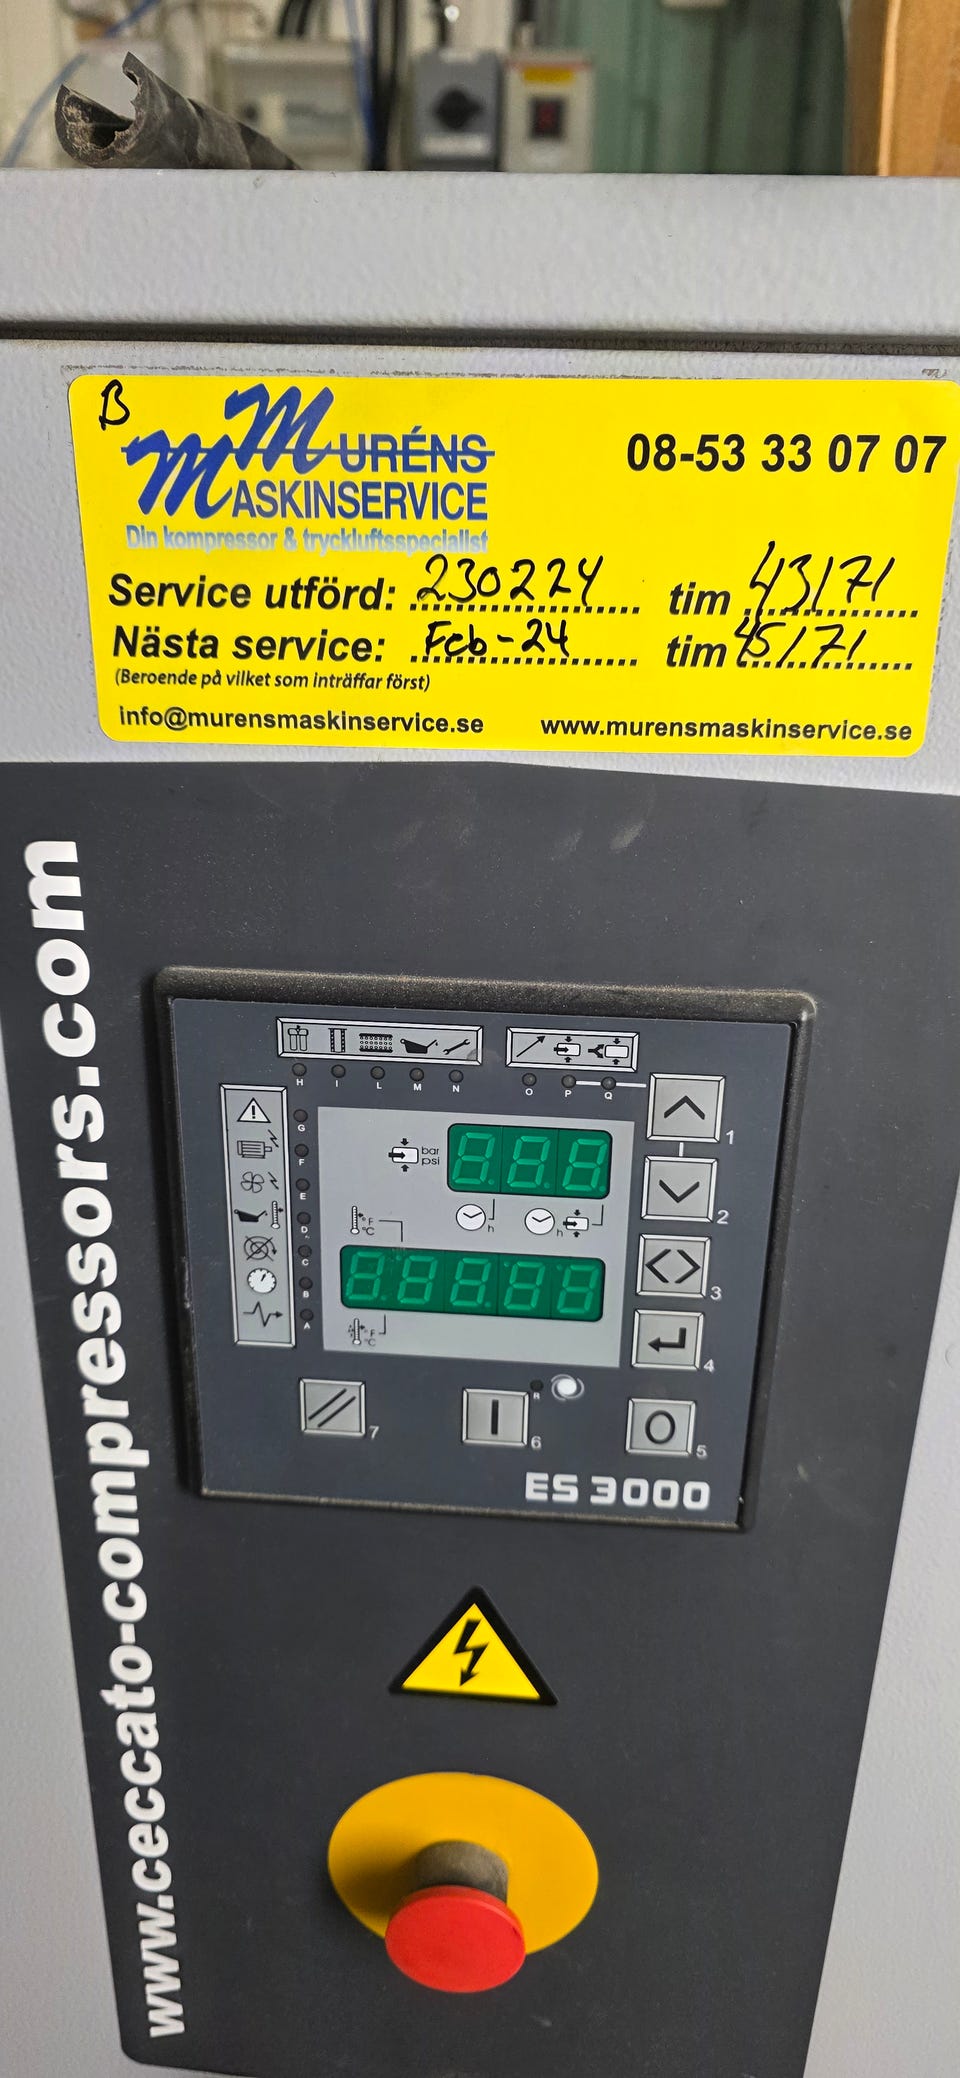 B
MURÉNS
MASKINSERVICE
Din kompressor & tryckluftsspecialist
08-53 33 07 07
Service utförd: 230224 tim 43171
Nästa service: Feb-24 tim 45171
(Beroende på vilket som inträffar först)
info@murensmaskinservice.se www.murensmaskinservice.se
www.ceccato-compressors.com
H I L M N O P Q
G
F
E
D
C
B
A
bar
psi
h
h
°F
°C
°F
°C
1
2
3
4
7
6
R
5
ES 3000